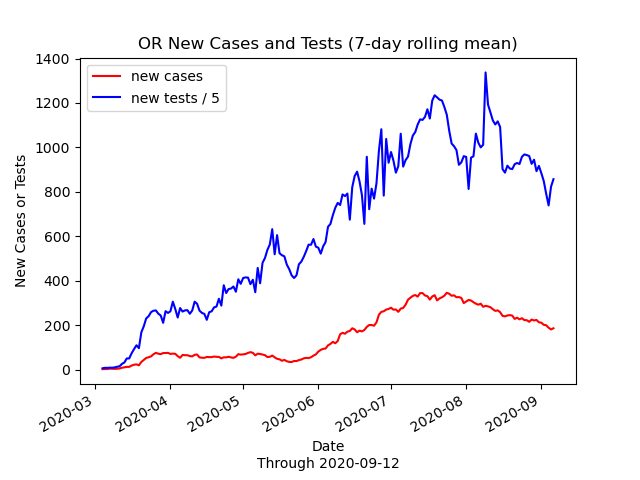 OR New Cases and Tests (7-day rolling mean)
new cases
new tests / 5
New Cases or Tests
1400
1200
1000
800
600
400
200
0
2020-03
2020-04
2020-05
2020-06
2020-07
2020-08
2020-09
Date
Through 2020-09-12